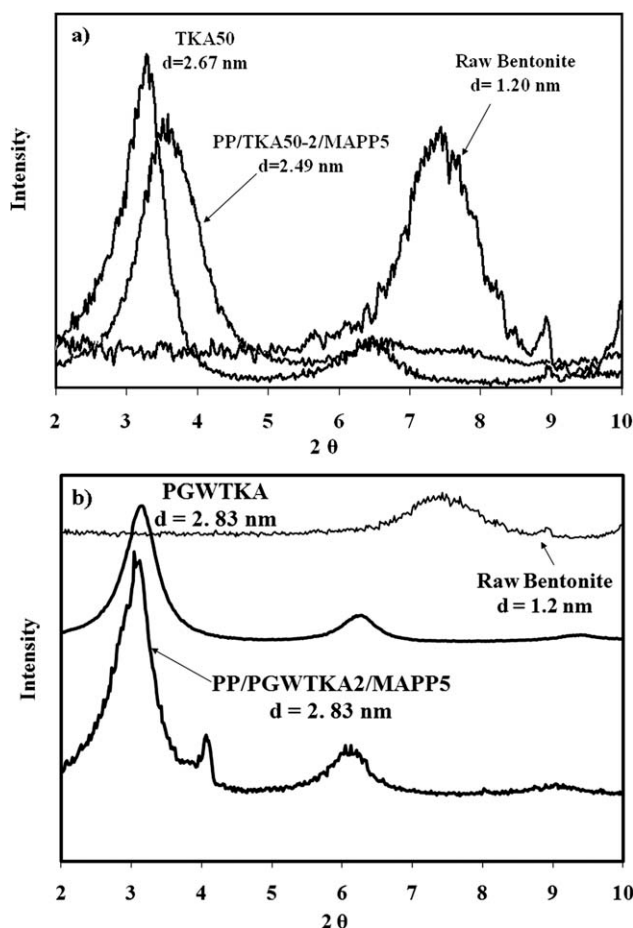 a)
TKA50
d=2.67 nm
Raw Bentonite
d= 1.20 nm
PP/TKA50-2/MAPP5
d=2.49 nm
Intensity
2 3 4 5 6 7 8 9 10
2 θ
b)
PGWTKA
d = 2. 83 nm
Raw Bentonite
d = 1.2 nm
PP/PGWTKA2/MAPP5
d = 2. 83 nm
Intensity
2 3 4 5 6 7 8 9 10
2 θ